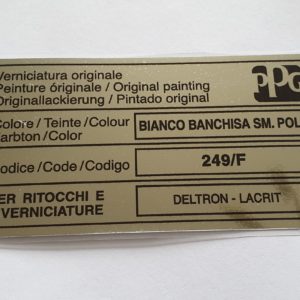 Verniciatura originale
Peinture óriginale / Original painting
Originallackierung / Pintado original
PPG
Colore / Teinte / Colour
Farbton / Color
BIANCO BANCHISA SM. POL
Codice / Code / Codigo
249/F
PER RITOCCHI E
VERNICIATURE
DELTRON - LACRIT